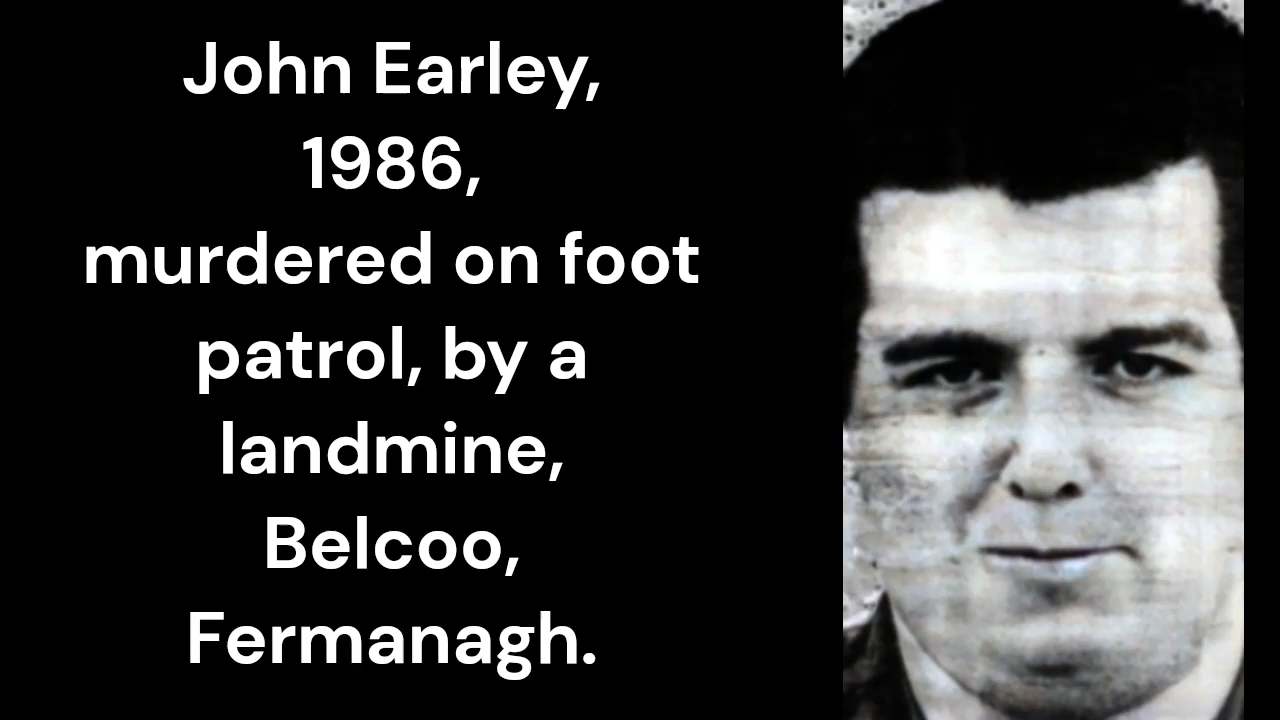 John Earley,
1986,
murdered on foot
patrol, by a
landmine,
Belcoo,
Fermanagh.